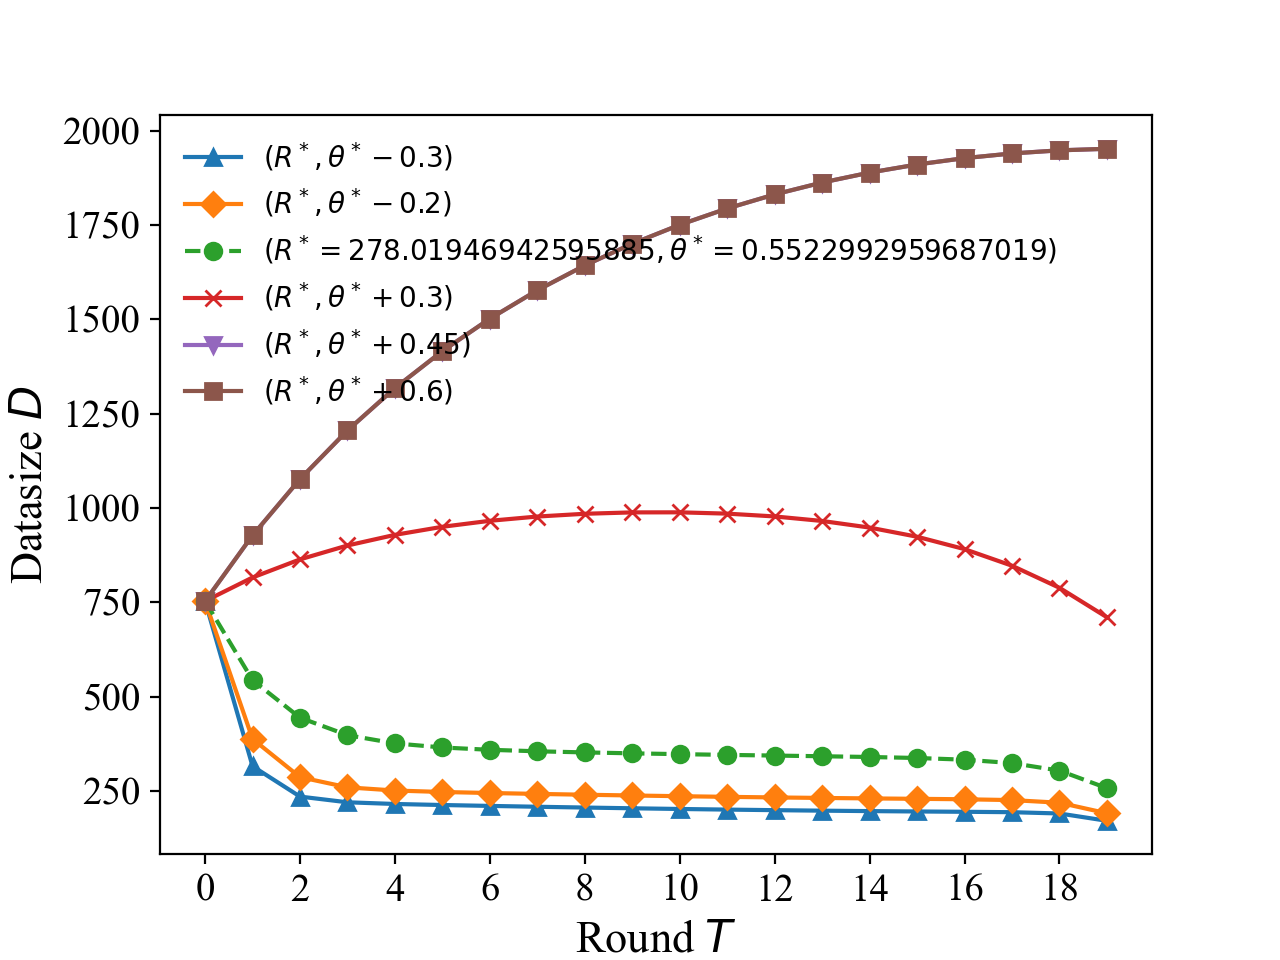 2000
1750
1500
1250
1000
750
500
250
Datasize D
(R*, θ* − 0.3)
(R*, θ* − 0.2)
(R* = 278.01946942595885, θ* = 0.5522992959687019)
(R*, θ* + 0.3)
(R*, θ* + 0.45)
(R*, θ* + 0.6)
0 2 4 6 8 10 12 14 16 18
Round T